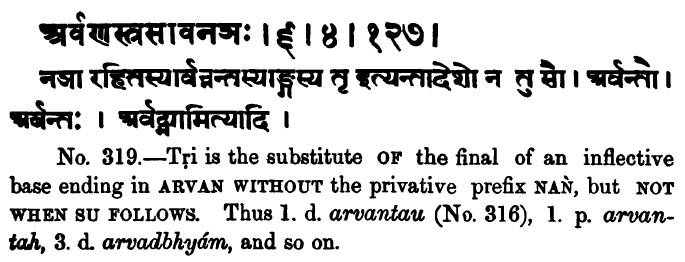 अर्वणस्त्रसावनञः । ६ । ४ । १२७ ।
नञा रहितस्यार्वन्नन्तस्याङ्गस्य तृ इत्यन्तादेशो न तु सौ । अर्वन्तौ ।
अर्वन्तः । अर्वद्भ्यामित्यादि ।
No. 319.—Tṛi is the substitute OF the final of an inflective
base ending in ARVAN WITHOUT the privative prefix NAÑ, but NOT
WHEN SU FOLLOWS. Thus 1. d. arvantau (No. 316), 1. p. arvan-
tah, 3. d. arvadbhyám, and so on.